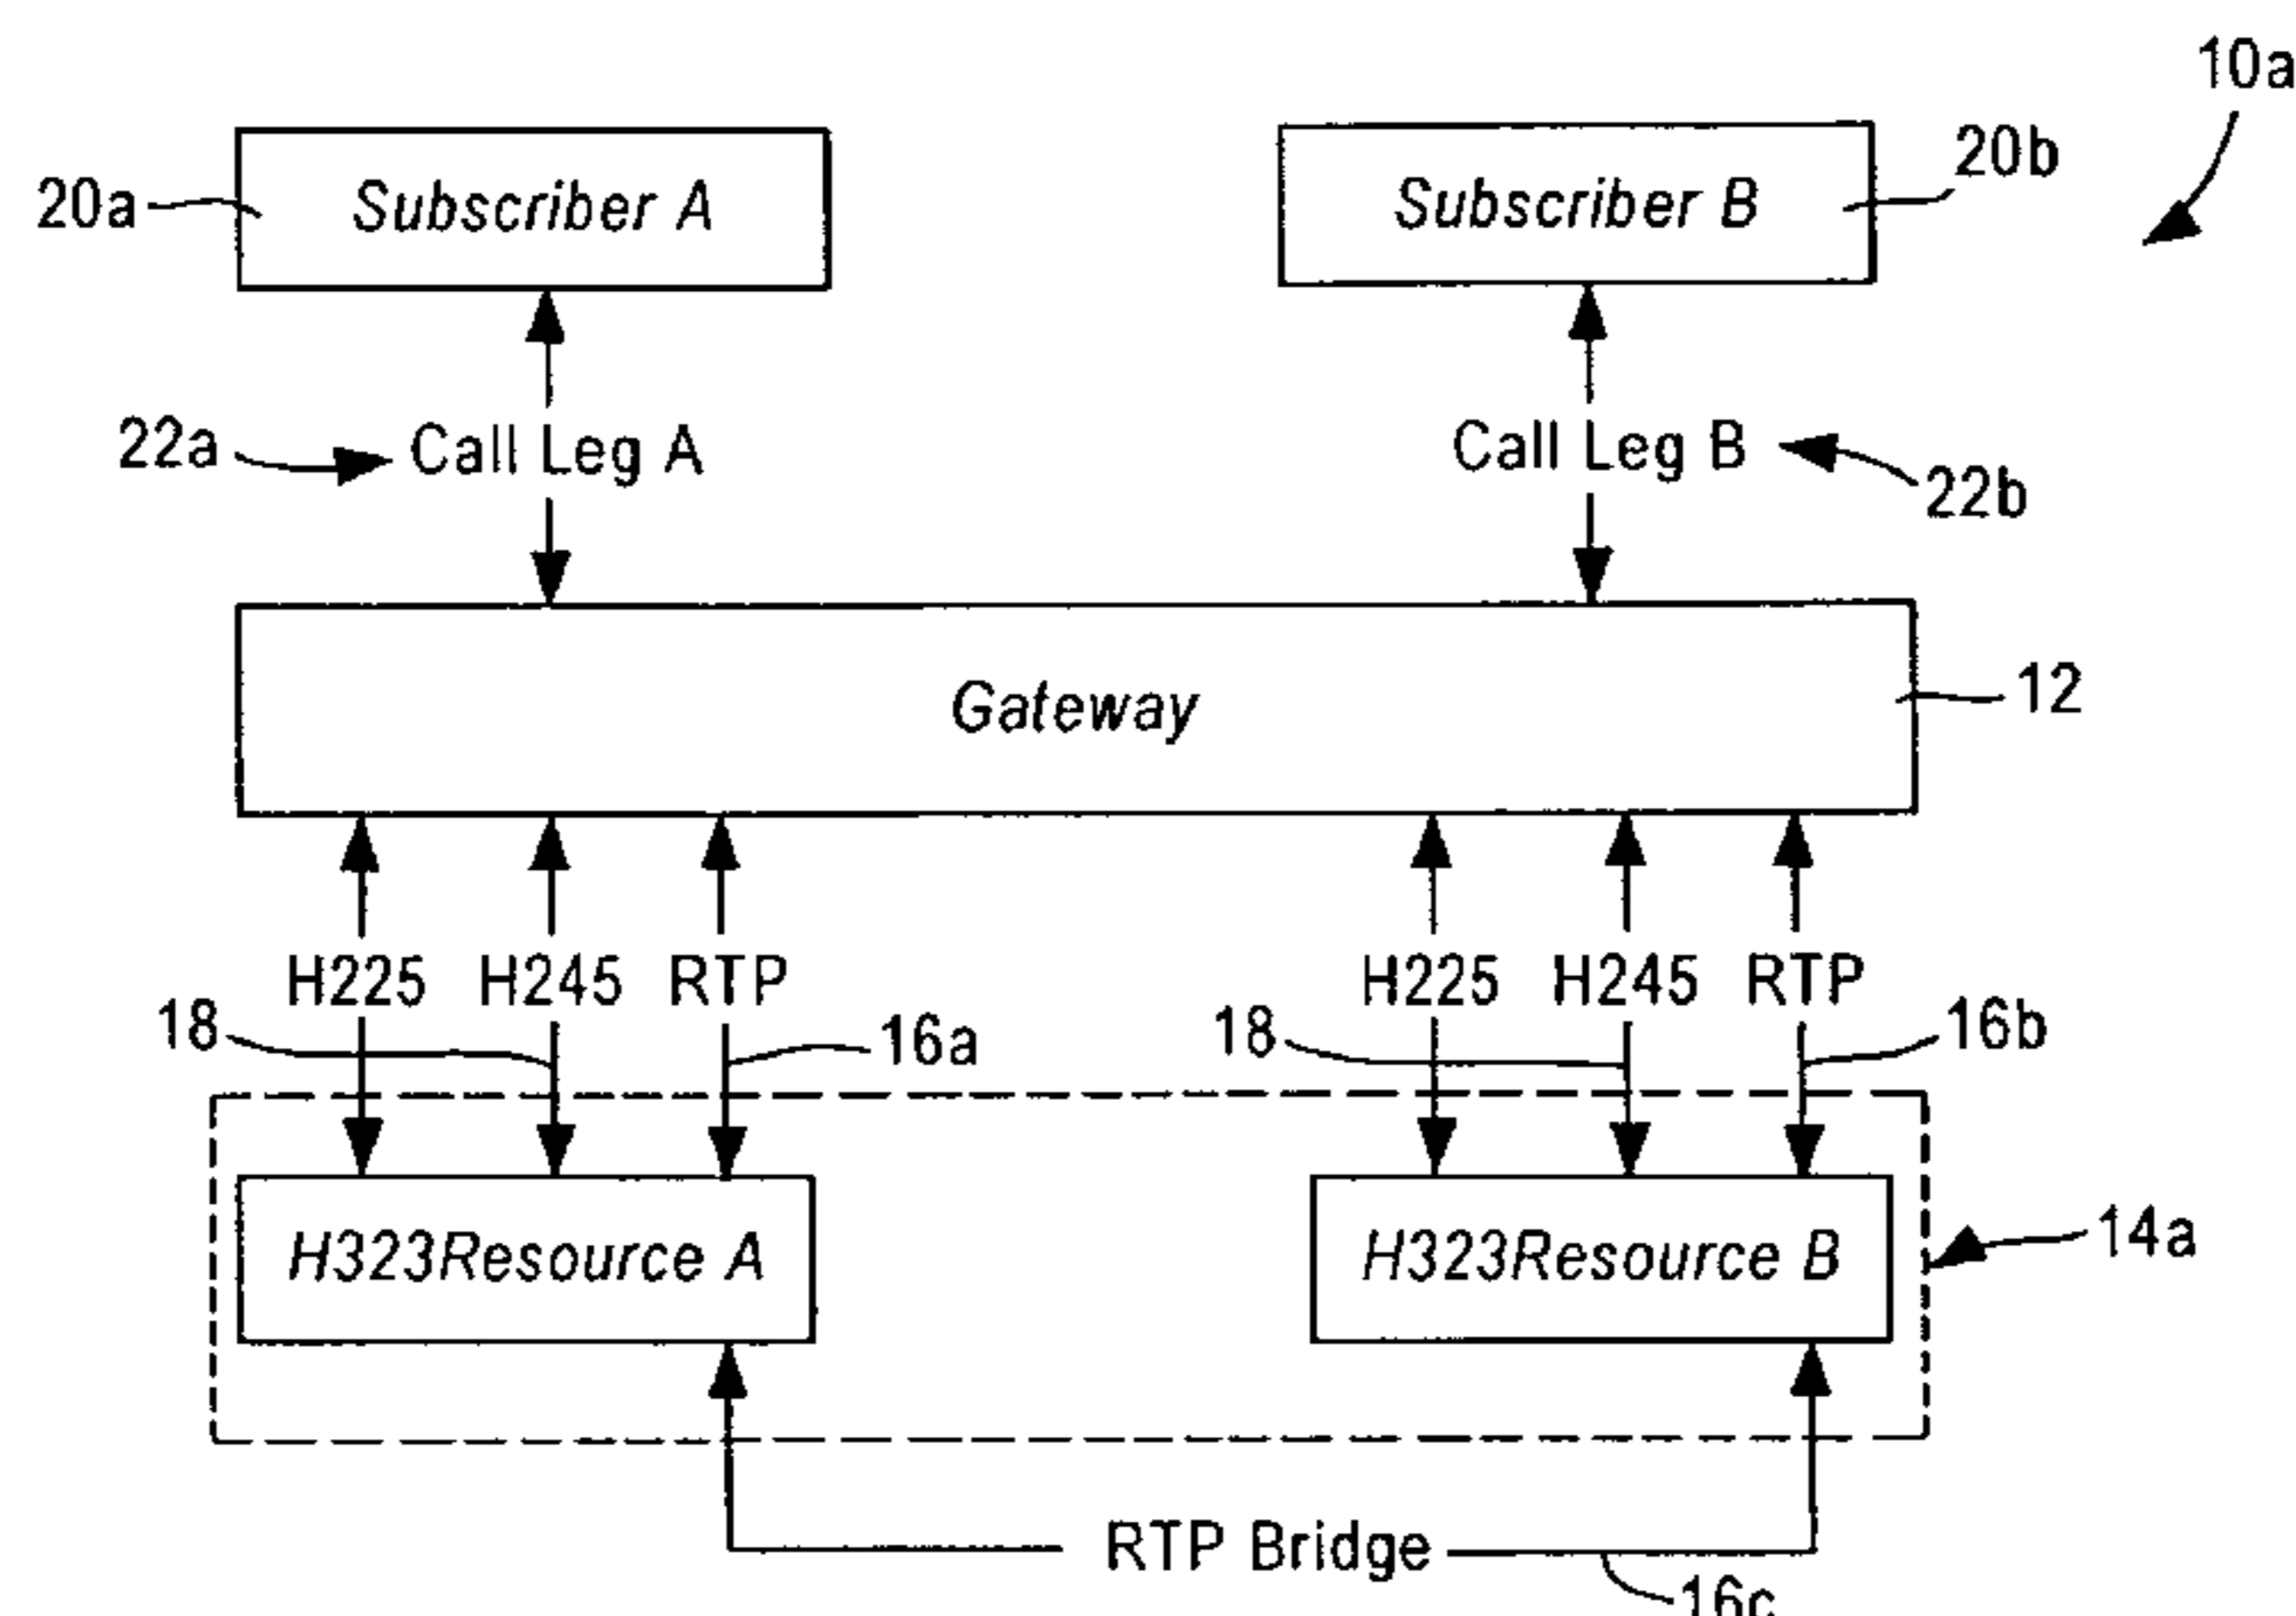 10a
20a
Subscriber A
Subscriber B
20b
22a
Call Leg A
Call Leg B
22b
Gateway
12
H225 H245 RTP
H225 H245 RTP
18
16a
18
16b
H323Resource A
H323Resource B
14a
RTP Bridge
16c